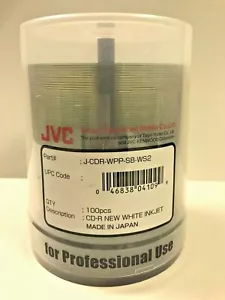 JVC
Part#
: J-CDR-WPP-SB-WS2
UPC Code
:
0 46838 04109
QTY : 100pcs
Description : CD-R NEW WHITE INKJET
MADE IN JAPAN
for Professional Use